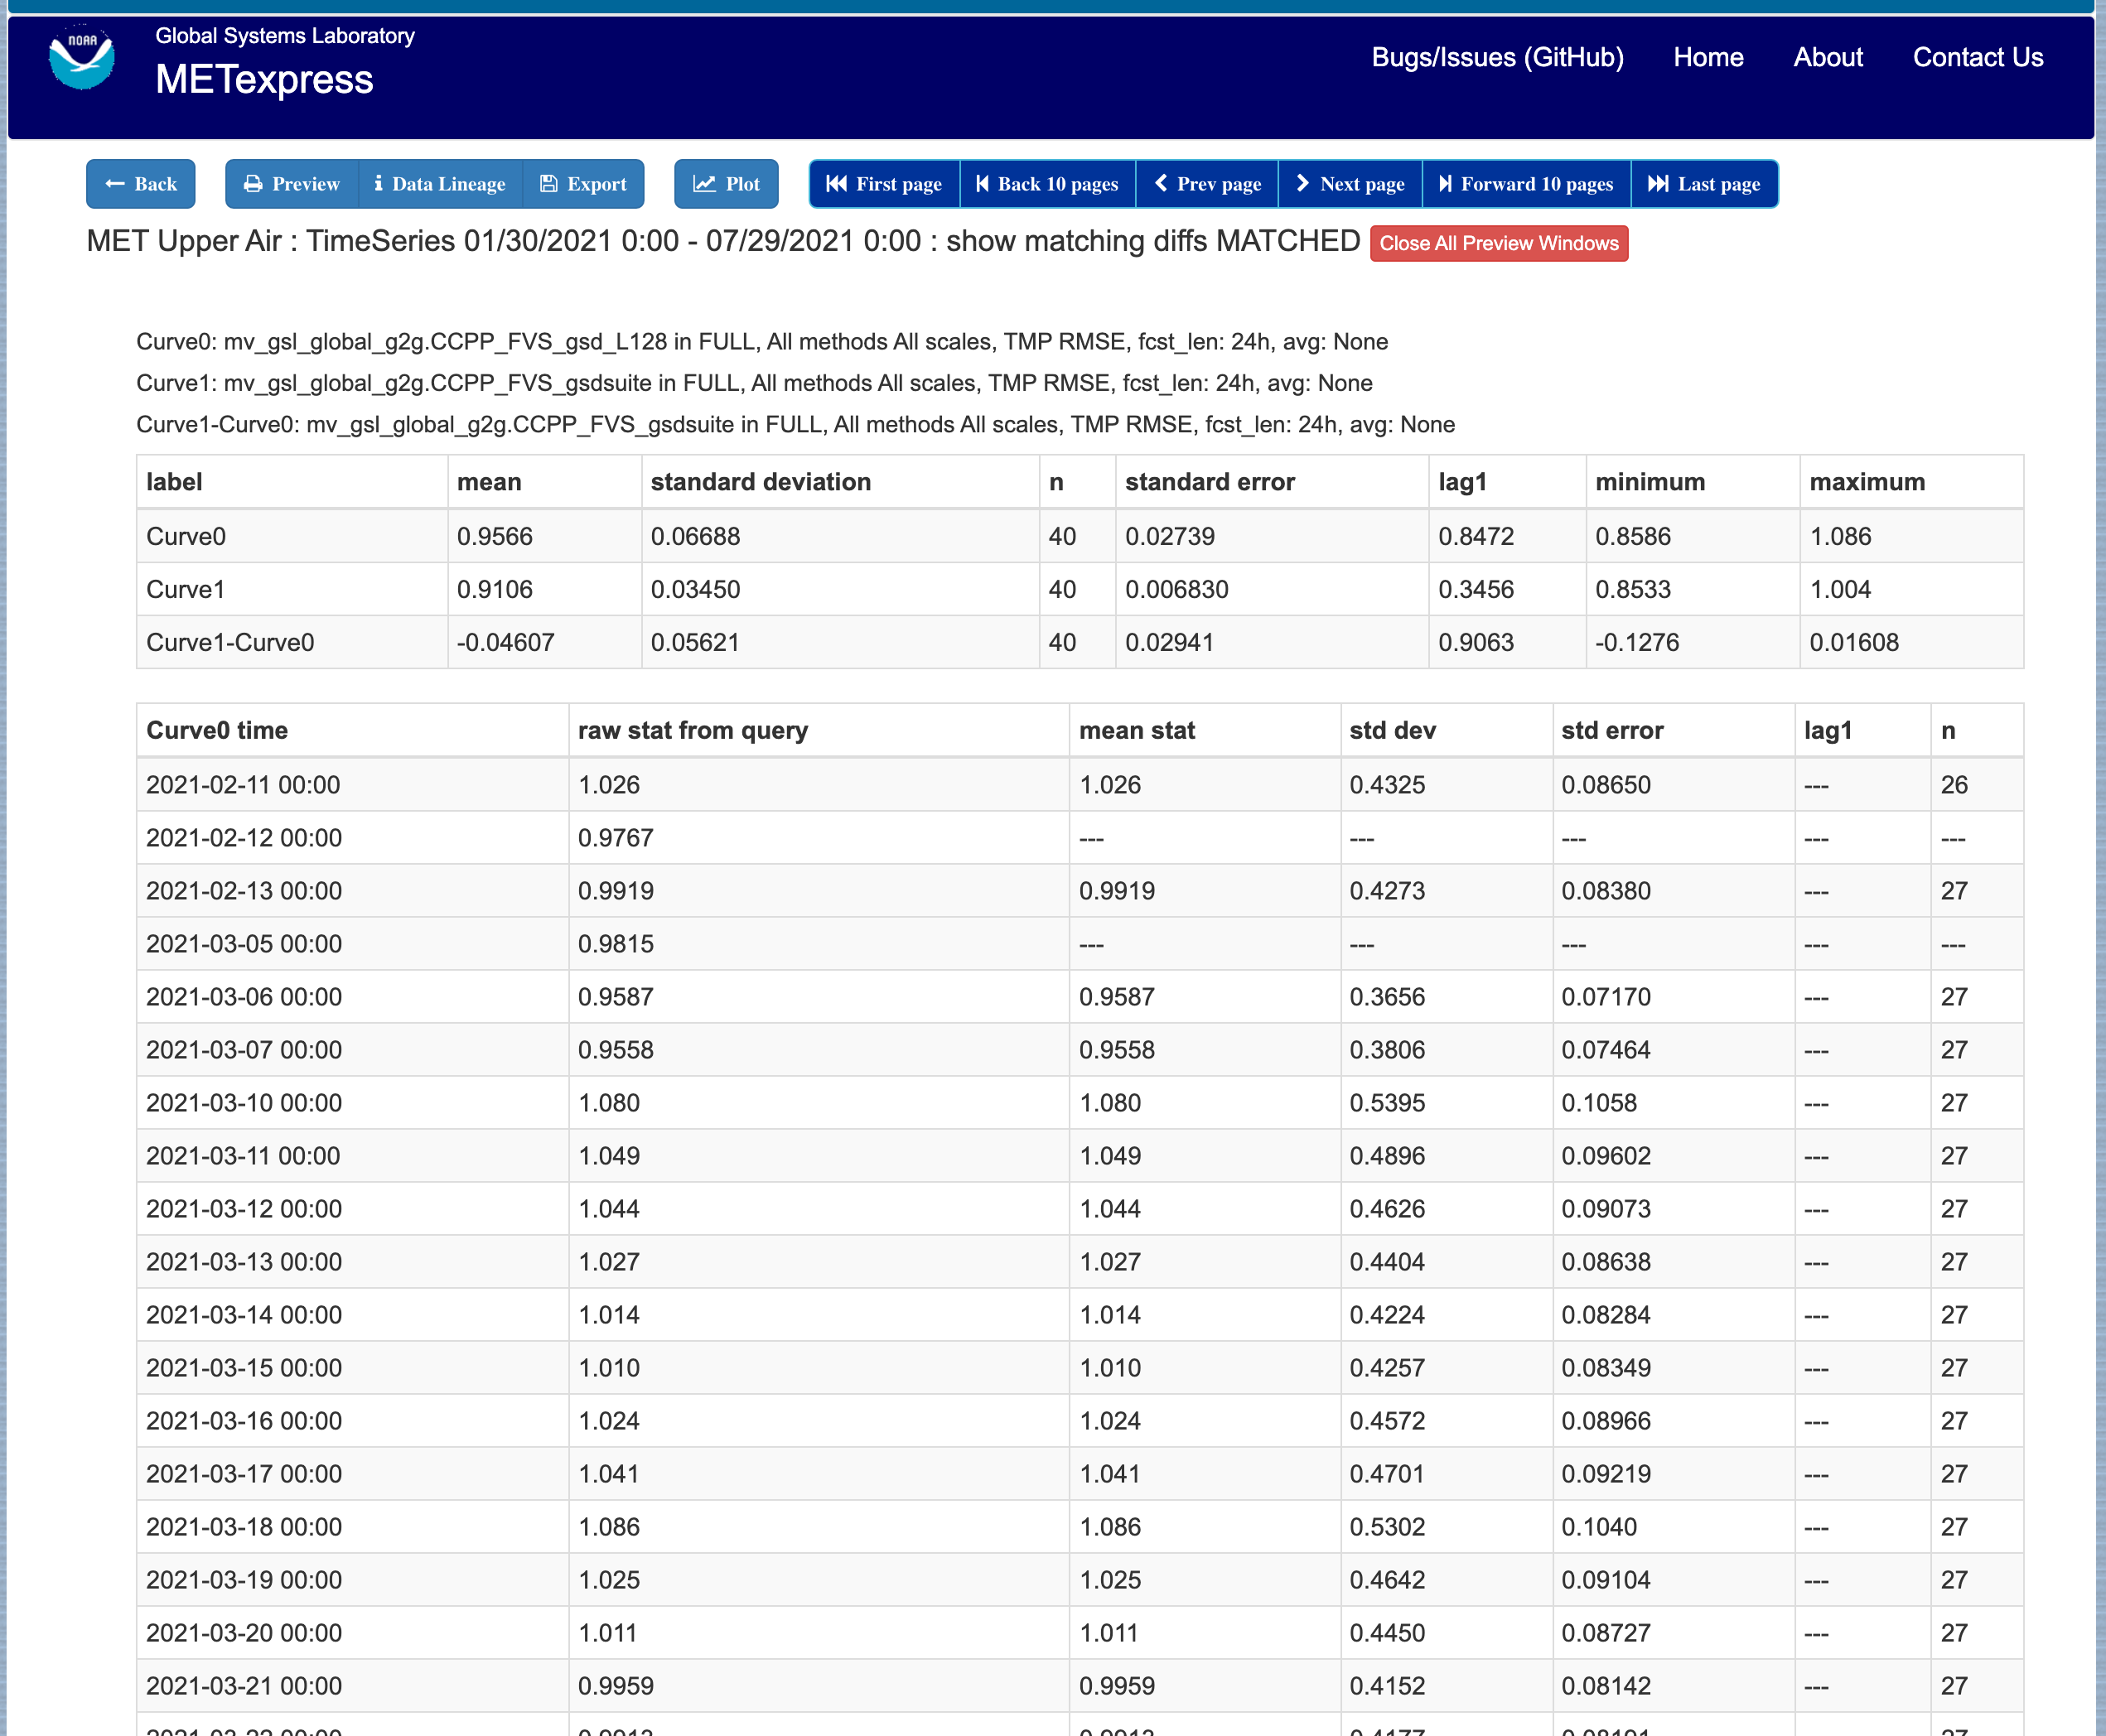 NOAA
Global Systems Laboratory
METexpress
Bugs/Issues (GitHub) Home About Contact Us
Back Preview Data Lineage Export Plot First page Back 10 pages Prev page Next page Forward 10 pages Last page
MET Upper Air : TimeSeries 01/30/2021 0:00 - 07/29/2021 0:00 : show matching diffs MATCHED Close All Preview Windows
Curve0: mv_gsl_global_g2g.CCPP_FVS_gsd_L128 in FULL, All methods All scales, TMP RMSE, fcst_len: 24h, avg: None
Curve1: mv_gsl_global_g2g.CCPP_FVS_gsdsuite in FULL, All methods All scales, TMP RMSE, fcst_len: 24h, avg: None
Curve1-Curve0: mv_gsl_global_g2g.CCPP_FVS_gsdsuite in FULL, All methods All scales, TMP RMSE, fcst_len: 24h, avg: None
label mean standard deviation n standard error lag1 minimum maximum
Curve0 0.9566 0.06688 40 0.02739 0.8472 0.8586 1.086
Curve1 0.9106 0.03450 40 0.006830 0.3456 0.8533 1.004
Curve1-Curve0 -0.04607 0.05621 40 0.02941 0.9063 -0.1276 0.01608
Curve0 time raw stat from query mean stat std dev std error lag1 n
2021-02-11 00:00 1.026 1.026 0.4325 0.08650 --- 26
2021-02-12 00:00 0.9767 --- --- --- --- ---
2021-02-13 00:00 0.9919 0.9919 0.4273 0.08380 --- 27
2021-03-05 00:00 0.9815 --- --- --- --- ---
2021-03-06 00:00 0.9587 0.9587 0.3656 0.07170 --- 27
2021-03-07 00:00 0.9558 0.9558 0.3806 0.07464 --- 27
2021-03-10 00:00 1.080 1.080 0.5395 0.1058 --- 27
2021-03-11 00:00 1.049 1.049 0.4896 0.09602 --- 27
2021-03-12 00:00 1.044 1.044 0.4626 0.09073 --- 27
2021-03-13 00:00 1.027 1.027 0.4404 0.08638 --- 27
2021-03-14 00:00 1.014 1.014 0.4224 0.08284 --- 27
2021-03-15 00:00 1.010 1.010 0.4257 0.08349 --- 27
2021-03-16 00:00 1.024 1.024 0.4572 0.08966 --- 27
2021-03-17 00:00 1.041 1.041 0.4701 0.09219 --- 27
2021-03-18 00:00 1.086 1.086 0.5302 0.1040 --- 27
2021-03-19 00:00 1.025 1.025 0.4642 0.09104 --- 27
2021-03-20 00:00 1.011 1.011 0.4450 0.08727 --- 27
2021-03-21 00:00 0.9959 0.9959 0.4152 0.08142 --- 27